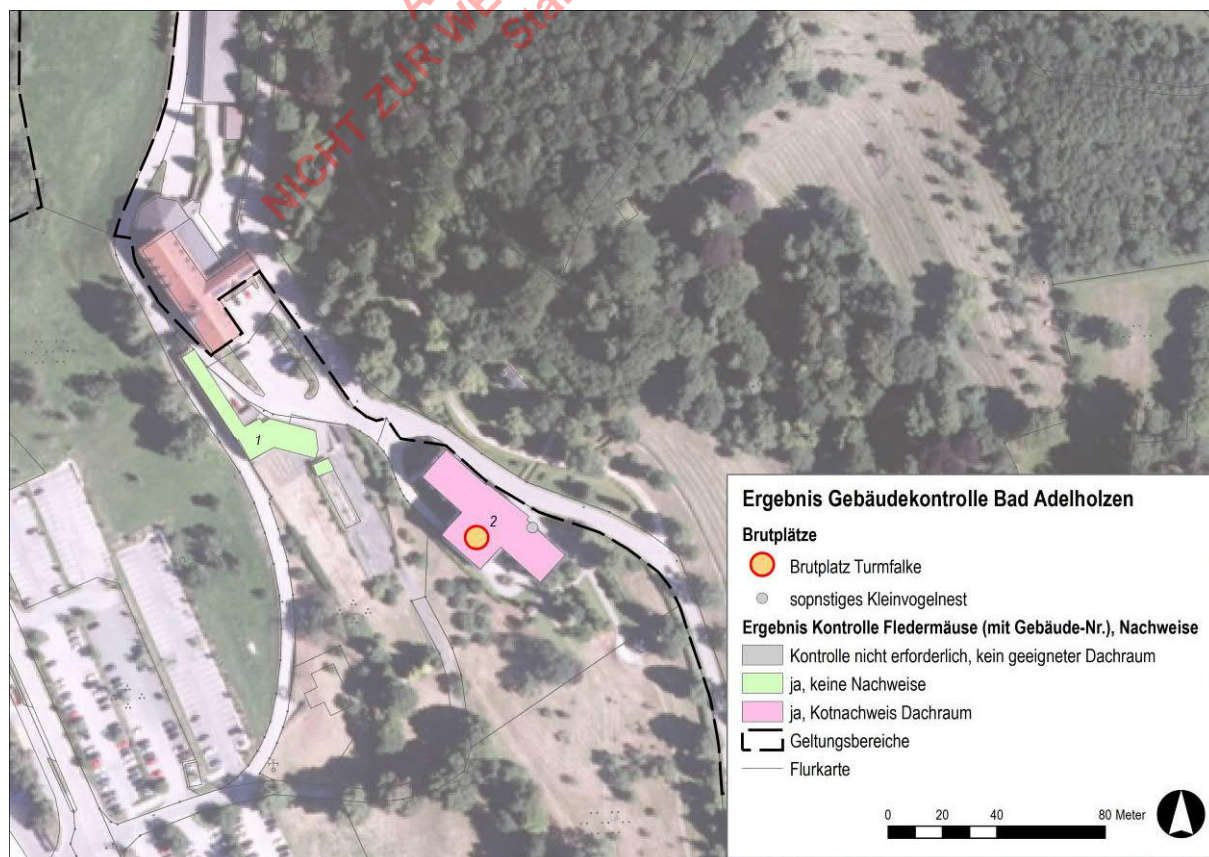 NICHT ZUR WE
Sta
1
2
Ergebnis Gebäudekontrolle Bad Adelholzen
Brutplätze
Brutplatz Turmfalke
sopnstiges Kleinvogelnest
Ergebnis Kontrolle Fledermäuse (mit Gebäude-Nr.), Nachweise
Kontrolle nicht erforderlich, kein geeigneter Dachraum
ja, keine Nachweise
ja, Kotnachweis Dachraum
Geltungsbereiche
Flurkarte
0 20 40 80 Meter